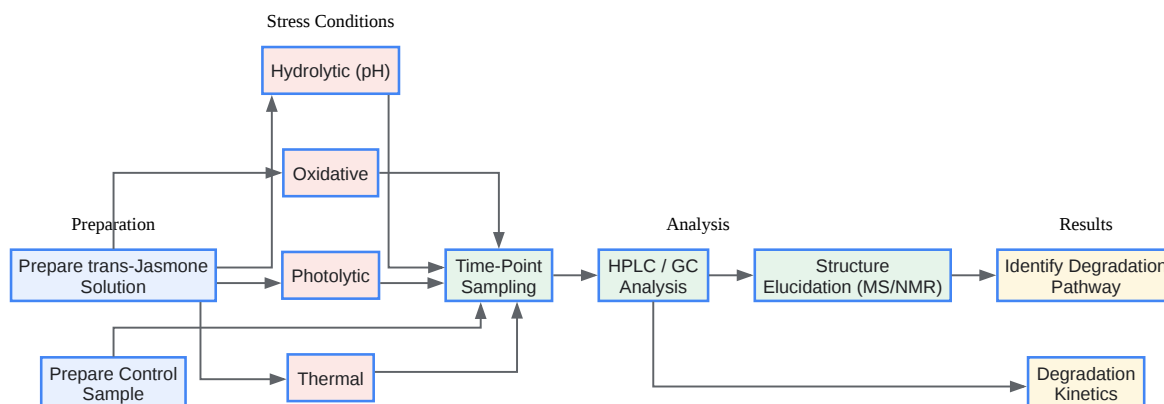 Stress Conditions
Hydrolytic (pH)
Oxidative
Preparation
Analysis
Results
Prepare trans-Jasmone
Solution
Photolytic
Time-Point
Sampling
HPLC / GC
Analysis
Structure
Elucidation (MS/NMR)
Identify Degradation
Pathway
Prepare Control
Sample
Thermal
Degradation
Kinetics